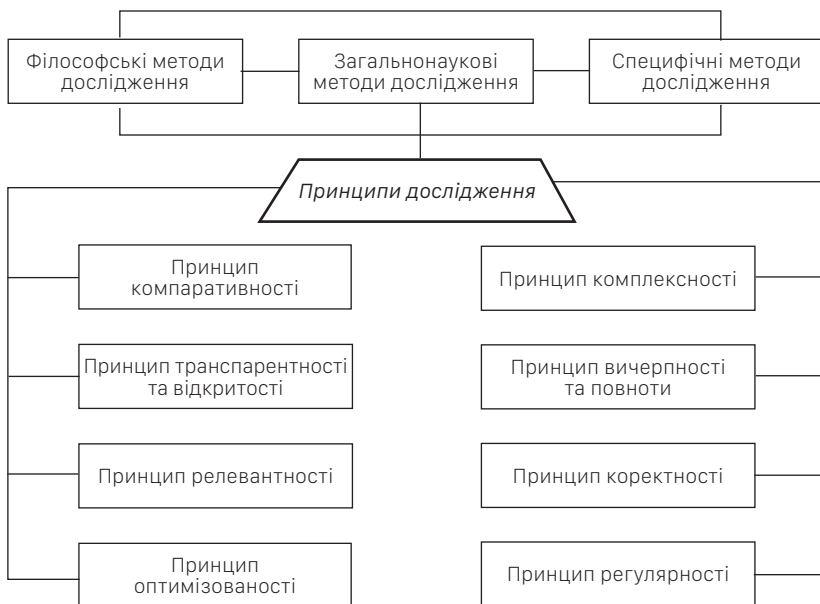 Філософські методи
дослідження
Загальнонаукові
методи дослідження
Специфічні методи
дослідження
Принципи дослідження
Принцип
компаративності
Принцип комплексності
Принцип транспарентності
та відкритості
Принцип вичерпності
та повноти
Принцип релевантності
Принцип коректності
Принцип
оптимізованості
Принцип регулярності